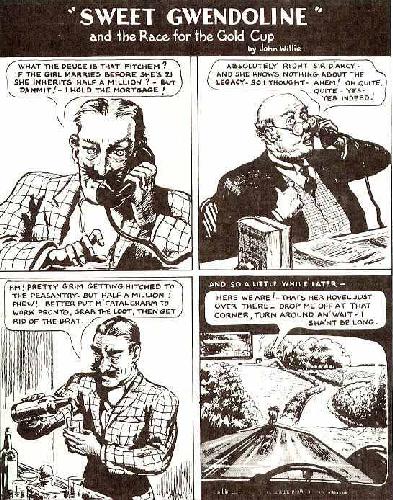 "SWEET GWENDOLINE"
and the Race for the Gold Cup
by John Willie
WHAT THE DEUCE IS THAT FITCHEM?
IF THE GIRL MARRIED BEFORE SHE'S 21
SHE INHERITS HALF A MILLION? - BUT
DAMMIT! - I HOLD THE MORTGAGE!
ABSOLUTELY RIGHT SIR D'ARCY -
AND SHE KNOWS NOTHING ABOUT THE
LEGACY - SO I THOUGHT - AHEM! OH QUITE,
QUITE - YES -
YES INDEED.
HM! PRETTY GRIM GETTING HITCHED TO
THE PEASANTRY. BUT HALF A MILLION!
PHEW! BETTER PUT M'FATAL CHARM TO
WORK PRONTO, GRAB THE LOOT, THEN GET
RID OF THE BRAT.
AND SO A LITTLE WHILE LATER -
HERE WE ARE! - THAT'S HER HOVEL JUST
OVER THERE - DROP ME OFF AT THAT
CORNER, TURN AROUND AN' WAIT - I
SHA'NT BE LONG.